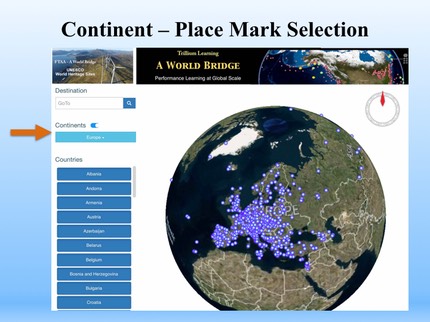 Continent – Place Mark Selection
FTAA - A World Bridge
UNESCO
World Heritage Sites
Trillium Learning
A WORLD BRIDGE
Performance Learning at Global Scale
Destination
GoTo
Continents
Europe
Countries
Albania
Andorra
Armenia
Austria
Azerbaijan
Belarus
Belgium
Bosnia and Herzegovina
Bulgaria
Croatia